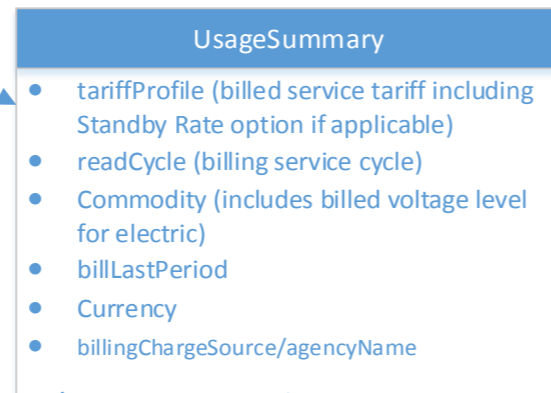 UsageSummary
• tariffProfile (billed service tariff including
Standby Rate option if applicable)
• readCycle (billing service cycle)
• Commodity (includes billed voltage level
for electric)
• billLastPeriod
• Currency
• billingChargeSource/agencyName